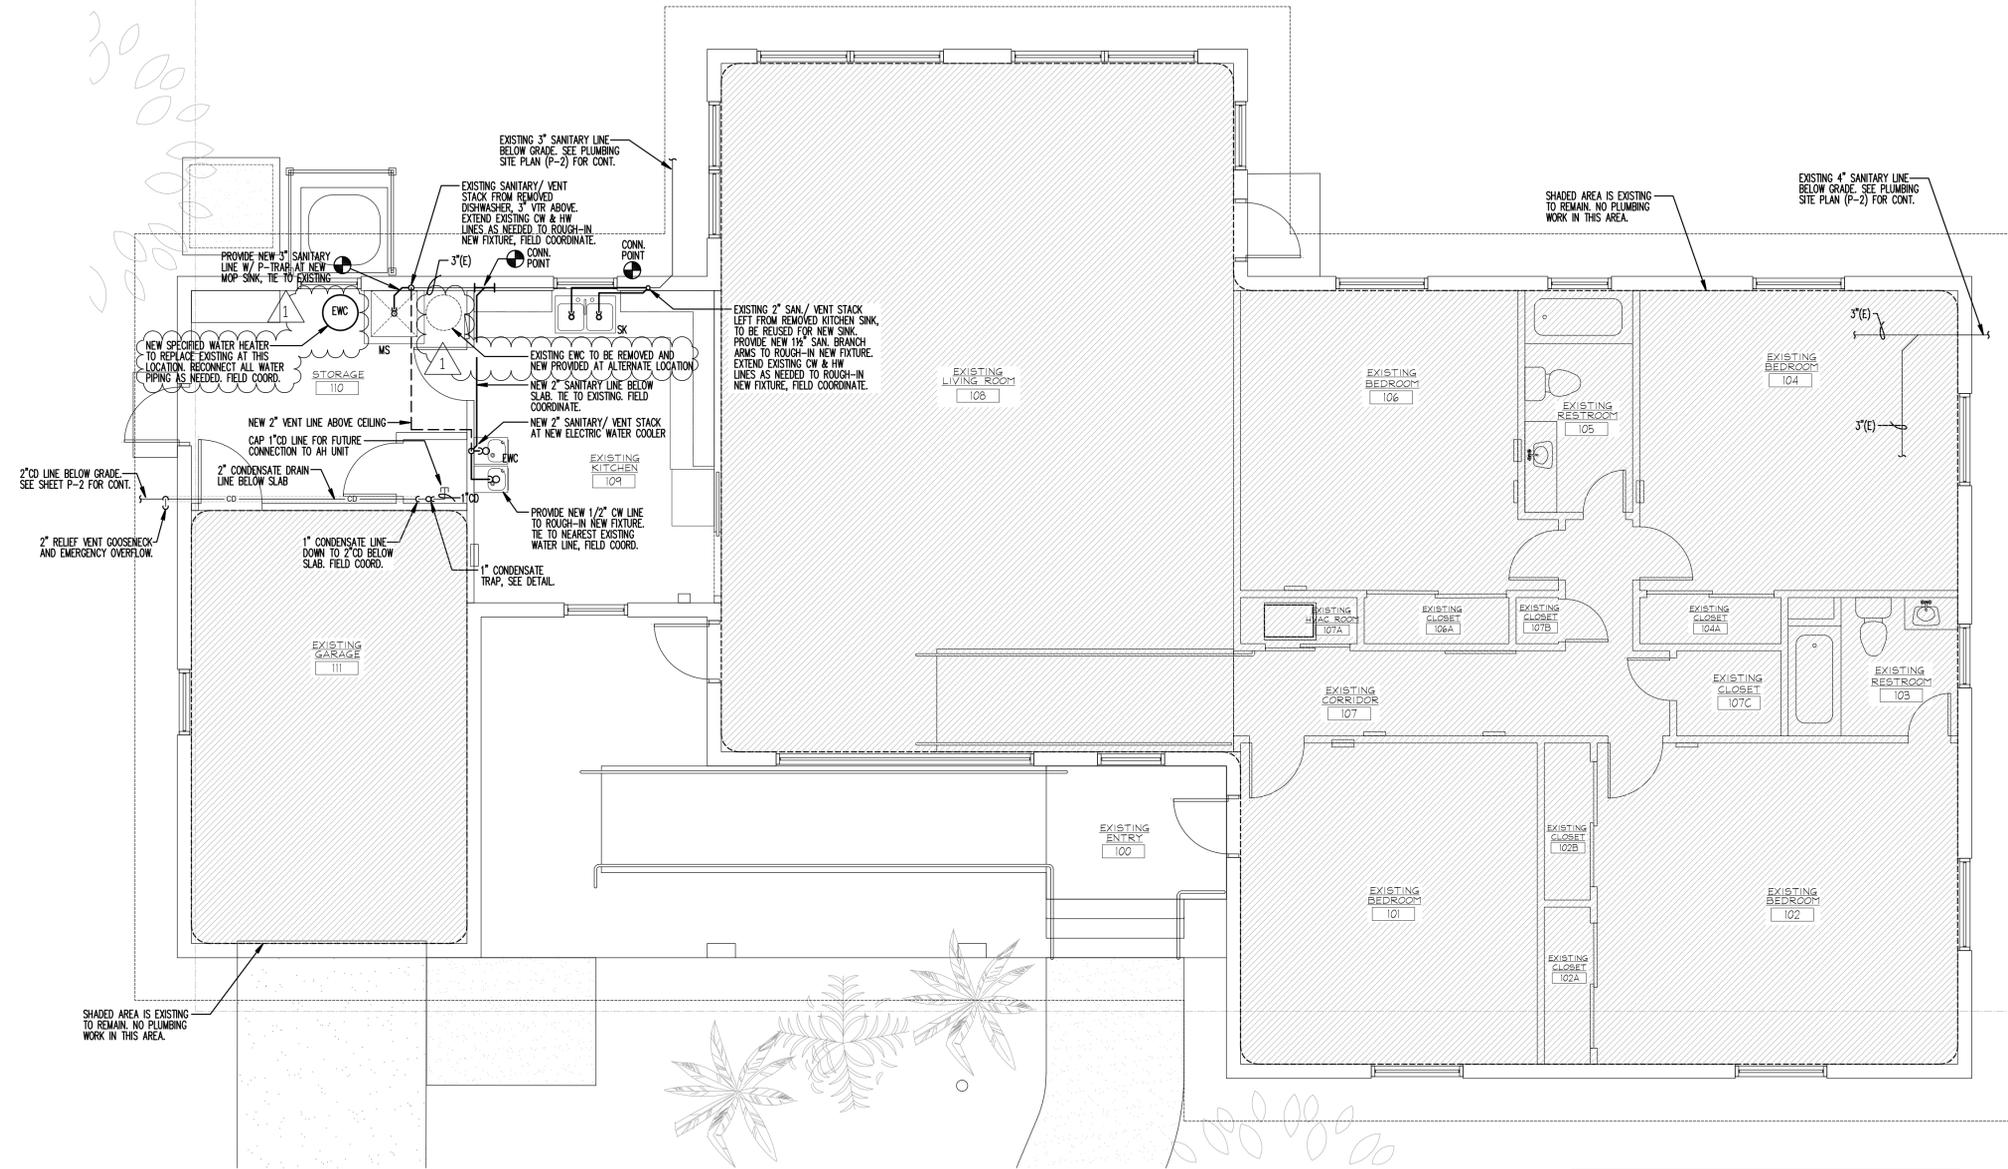 EXISTING 3" SANITARY LINE
BELOW GRADE. SEE PLUMBING
SITE PLAN (P-2) FOR CONT.
EXISTING SANITARY/ VENT
STACK FROM REMOVED
DISHWASHER, 3" VTR ABOVE.
EXTEND EXISTING CW & HW
LINES AS NEEDED TO ROUGH-IN
NEW FIXTURE, FIELD COORDINATE.
EXISTING 4" SANITARY LINE
BELOW GRADE. SEE PLUMBING
SITE PLAN (P-2) FOR CONT.
SHADED AREA IS EXISTING
TO REMAIN. NO PLUMBING
WORK IN THIS AREA.
PROVIDE NEW 3" SANITARY
LINE W/ P-TRAP AT NEW
MOP SINK, TIE TO EXISTING
3"(E)
CONN.
POINT
CONN.
POINT
1
EWC
MS
SK
1
NEW SPECIFIED WATER HEATER
TO REPLACE EXISTING AT THIS
LOCATION. RECONNECT ALL WATER
PIPING AS NEEDED. FIELD COORD.
STORAGE
110
EXISTING EWC TO BE REMOVED AND
NEW PROVIDED AT ALTERNATE LOCATION
NEW 2" SANITARY LINE BELOW
SLAB. TIE TO EXISTING. FIELD
COORDINATE.
NEW 2" SANITARY/ VENT STACK
AT NEW ELECTRIC WATER COOLER
EXISTING 2" SAN./ VENT STACK
LEFT FROM REMOVED KITCHEN SINK,
TO BE REUSED FOR NEW SINK.
PROVIDE NEW 1½" SAN. BRANCH
ARMS TO ROUGH-IN NEW FIXTURE.
EXTEND EXISTING CW & HW
LINES AS NEEDED TO ROUGH-IN
NEW FIXTURE, FIELD COORDINATE.
NEW 2" VENT LINE ABOVE CEILING
CAP 1"CD LINE FOR FUTURE
CONNECTION TO AH UNIT
2" CONDENSATE DRAIN
LINE BELOW SLAB
2"CD LINE BELOW GRADE.
SEE SHEET P-2 FOR CONT.
CD
CD
1"CD
EWC
EXISTING
KITCHEN
109
2" RELIEF VENT GOOSENECK
AND EMERGENCY OVERFLOW.
1" CONDENSATE LINE
DOWN TO 2"CD BELOW
SLAB. FIELD COORD.
PROVIDE NEW 1/2" CW LINE
TO ROUGH-IN NEW FIXTURE.
TIE TO NEAREST EXISTING
WATER LINE, FIELD COORD.
1" CONDENSATE
TRAP, SEE DETAIL.
EXISTING
LIVING ROOM
108
EXISTING
BEDROOM
106
EXISTING
RESTROOM
105
3"(E)
EXISTING
BEDROOM
104
3"(E)
EXISTING
HVAC ROOM
107A
EXISTING
CLOSET
106A
EXISTING
CLOSET
107B
EXISTING
CLOSET
104A
EXISTING
GARAGE
111
EXISTING
CORRIDOR
107
EXISTING
CLOSET
107C
EXISTING
RESTROOM
103
EXISTING
ENTRY
100
EXISTING
CLOSET
102B
EXISTING
BEDROOM
101
EXISTING
BEDROOM
102
EXISTING
CLOSET
102A
SHADED AREA IS EXISTING
TO REMAIN. NO PLUMBING
WORK IN THIS AREA.